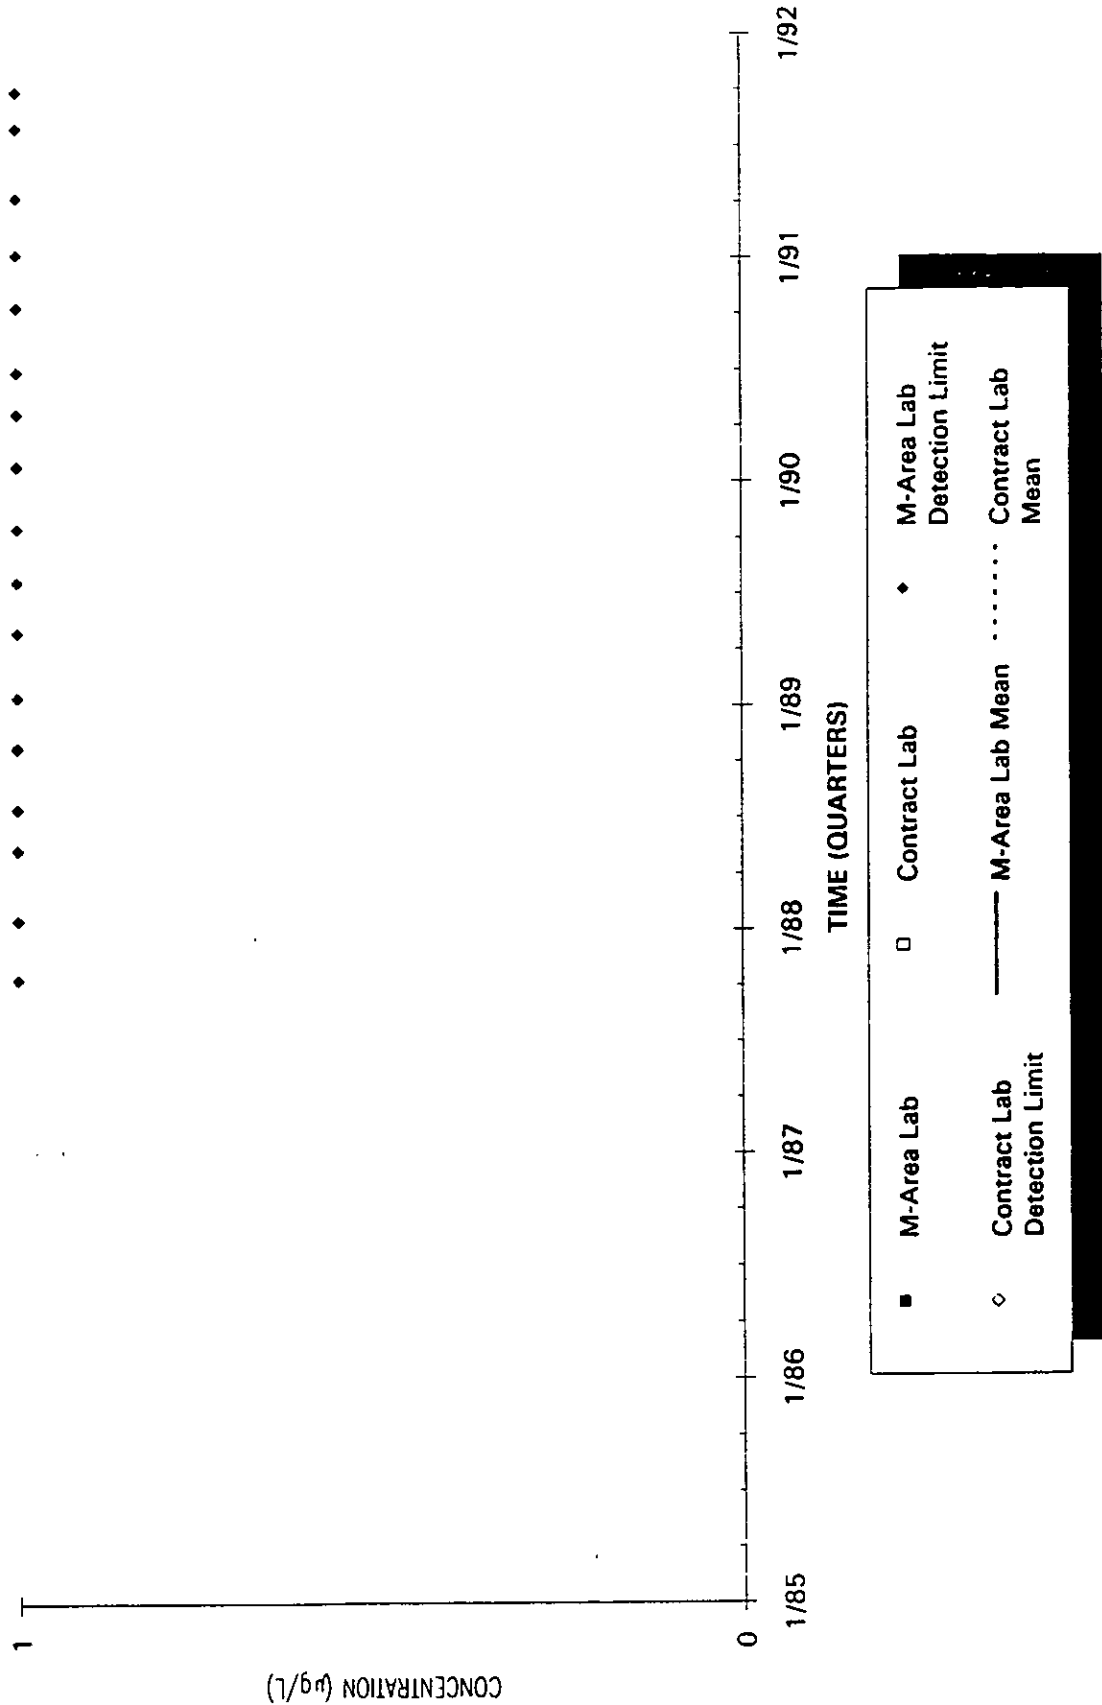 CONCENTRATION (µg/L)
1
0
1/85
1/86
1/87
1/88
1/89
1/90
1/91
1/92
TIME (QUARTERS)
M-Area Lab
Contract Lab
M-Area Lab
Detection Limit
Contract Lab
Detection Limit
M-Area Lab Mean
Contract Lab
Mean